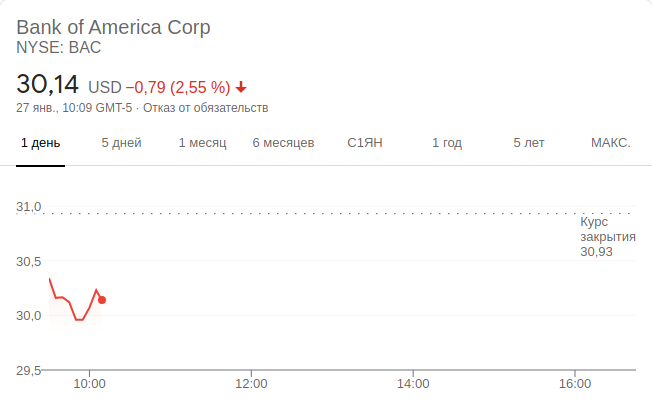 Bank of America Corp
NYSE: BAC
30,14 USD −0,79 (2,55 %)
27 янв., 10:09 GMT-5 · Отказ от обязательств
1 день 5 дней 1 месяц 6 месяцев С1ЯН 1 год 5 лет МАКС.
31,0
Курс
закрытия
30,93
30,5
30,0
29,5
10:00 12:00 14:00 16:00